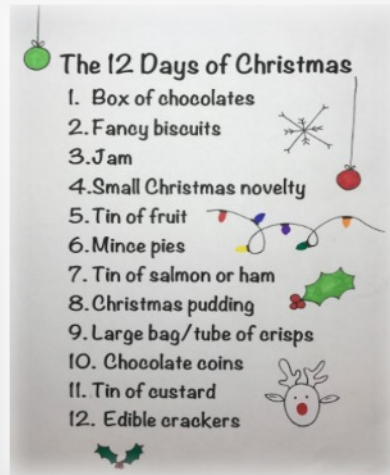 The 12 Days of Christmas
1. Box of chocolates
2. Fancy biscuits
3. Jam
4. Small Christmas novelty
5. Tin of fruit
6. Mince pies
7. Tin of salmon or ham
8. Christmas pudding
9. Large bag/tube of crisps
10. Chocolate coins
11. Tin of custard
12. Edible crackers